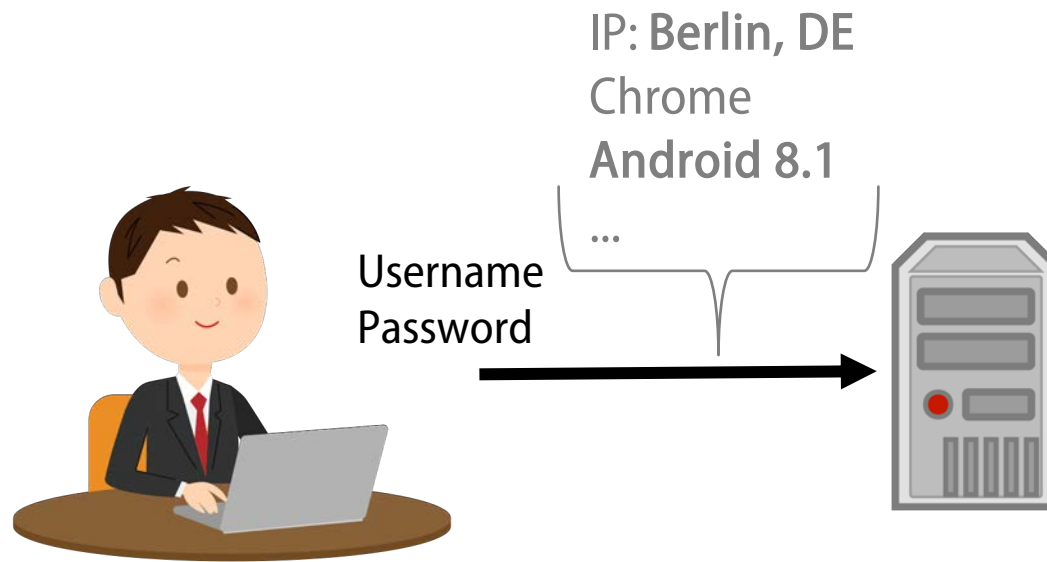 IP: Berlin, DE
Chrome
Android 8.1
...
Username
Password